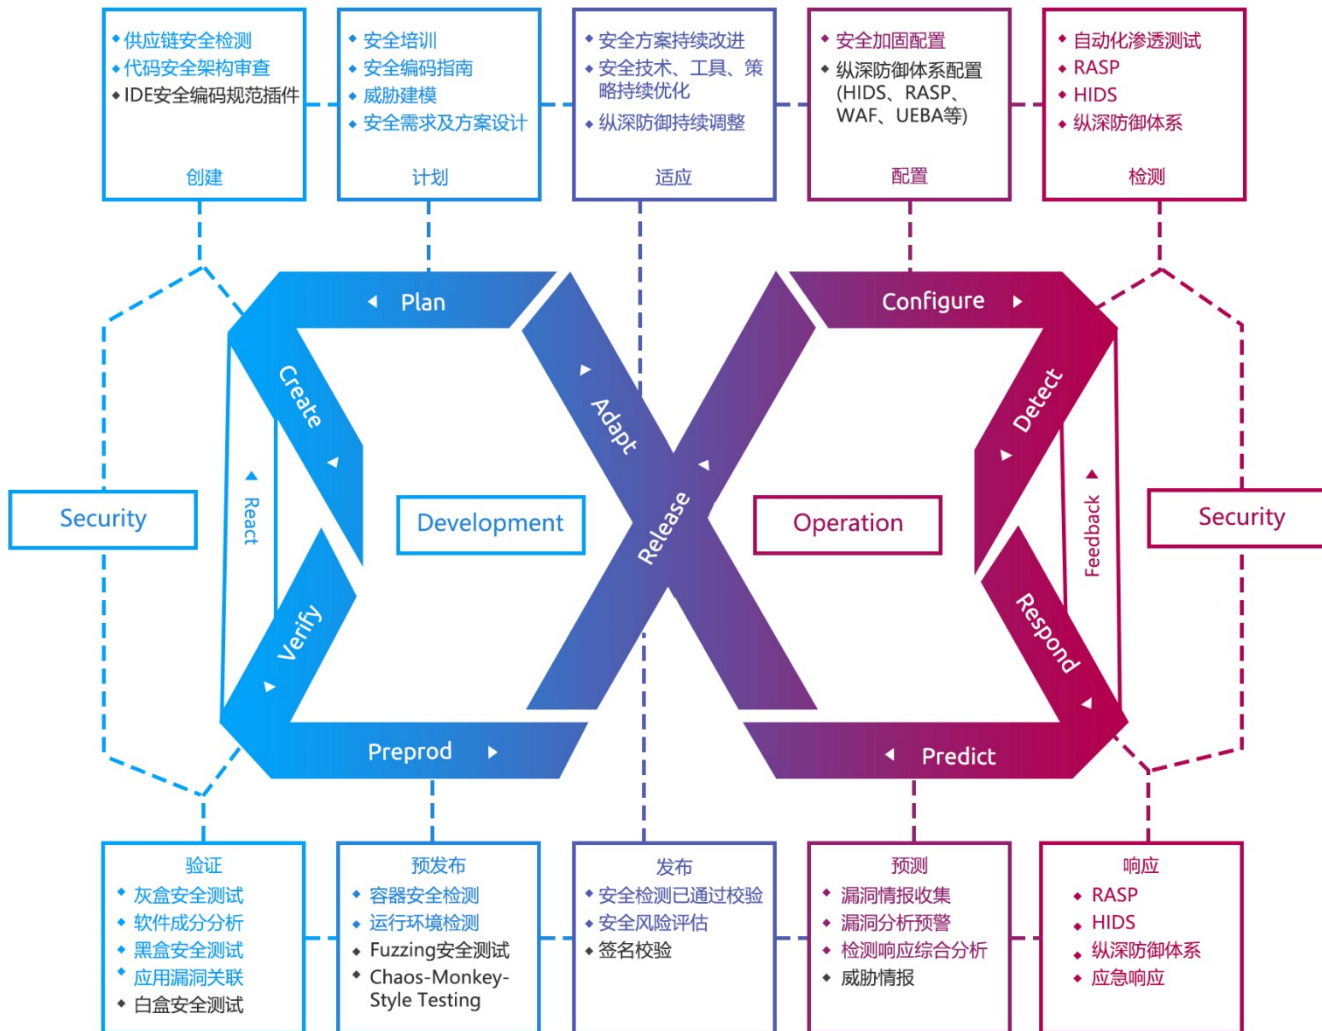 供应链安全检测
代码安全架构审查
IDE安全编码规范插件
创建
安全培训
安全编码指南
威胁建模
安全需求及方案设计
计划
安全方案持续改进
安全技术、工具、策
略持续优化
纵深防御持续调整
适应
安全加固配置
纵深防御体系配置
(HIDS、RASP、
WAF、UEBA等)
配置
自动化渗透测试
RASP
HIDS
纵深防御体系
检测
Plan
Configure
Create
Adapt
Detect
Security
React
Development
Release
Operation
Feedback
Security
Verify
Respond
Preprod
Predict
验证
灰盒安全测试
软件成分分析
黑盒安全测试
应用漏洞关联
白盒安全测试
预发布
容器安全检测
运行环境检测
Fuzzing安全测试
Chaos-Monkey-
Style Testing
发布
安全检测已通过校验
安全风险评估
签名校验
预测
漏洞情报收集
漏洞分析预警
检测响应综合分析
威胁情报
响应
RASP
HIDS
纵深防御体系
应急响应